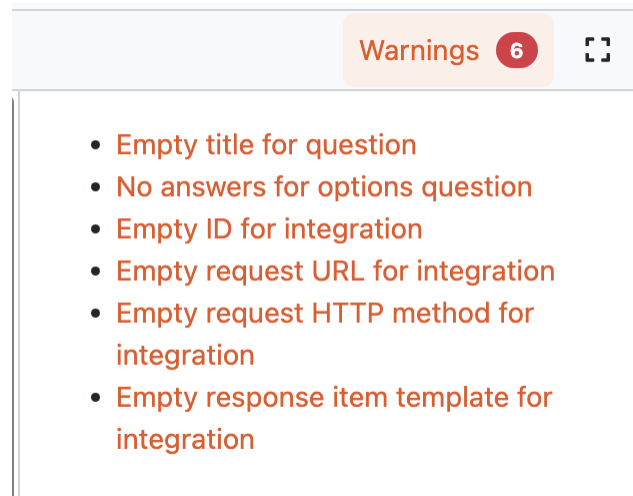 Warnings 6
Empty title for question
No answers for options question
Empty ID for integration
Empty request URL for integration
Empty request HTTP method for
integration
Empty response item template for
integration